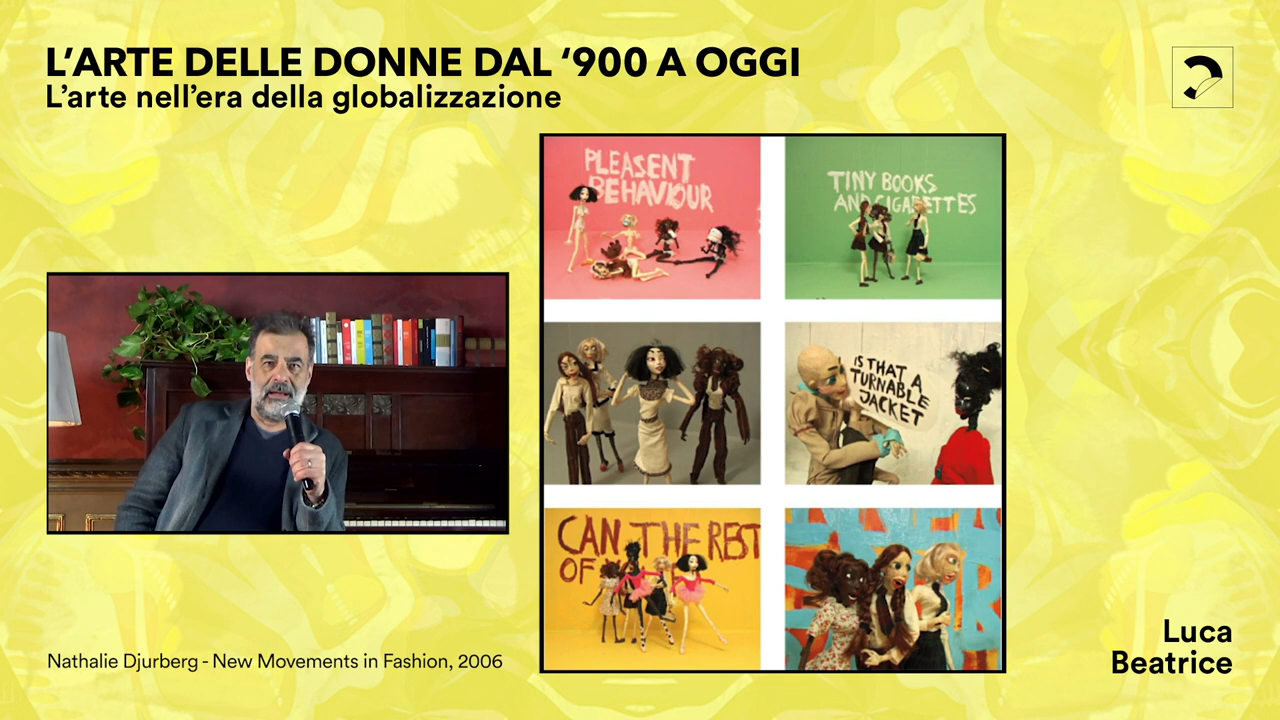 L’ARTE DELLE DONNE DAL ‘900 A OGGI
L’arte nell’era della globalizzazione
PLEASENT
BEHAVIOUR
TINY BOOKS
AND CIGARETTES
IS THAT A
TURNABLE
JACKET
CAN THE REST
OF
Nathalie Djurberg - New Movements in Fashion, 2006
Luca
Beatrice